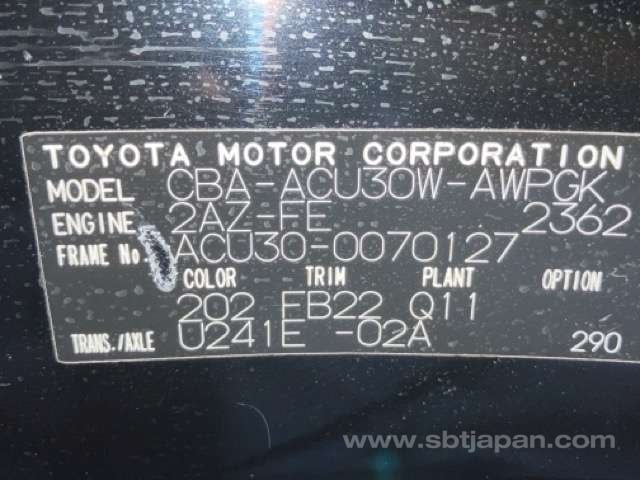 TOYOTA MOTOR CORPORATION
MODEL CBA-ACU30W-AWPGK
ENGINE 2AZ-FE 2362
FRAME No. ACU30-0070127
COLOR TRIM PLANT OPTION
202 FB22 Q11
TRANS./AXLE U241E -02A 290
www.sbtjapan.com